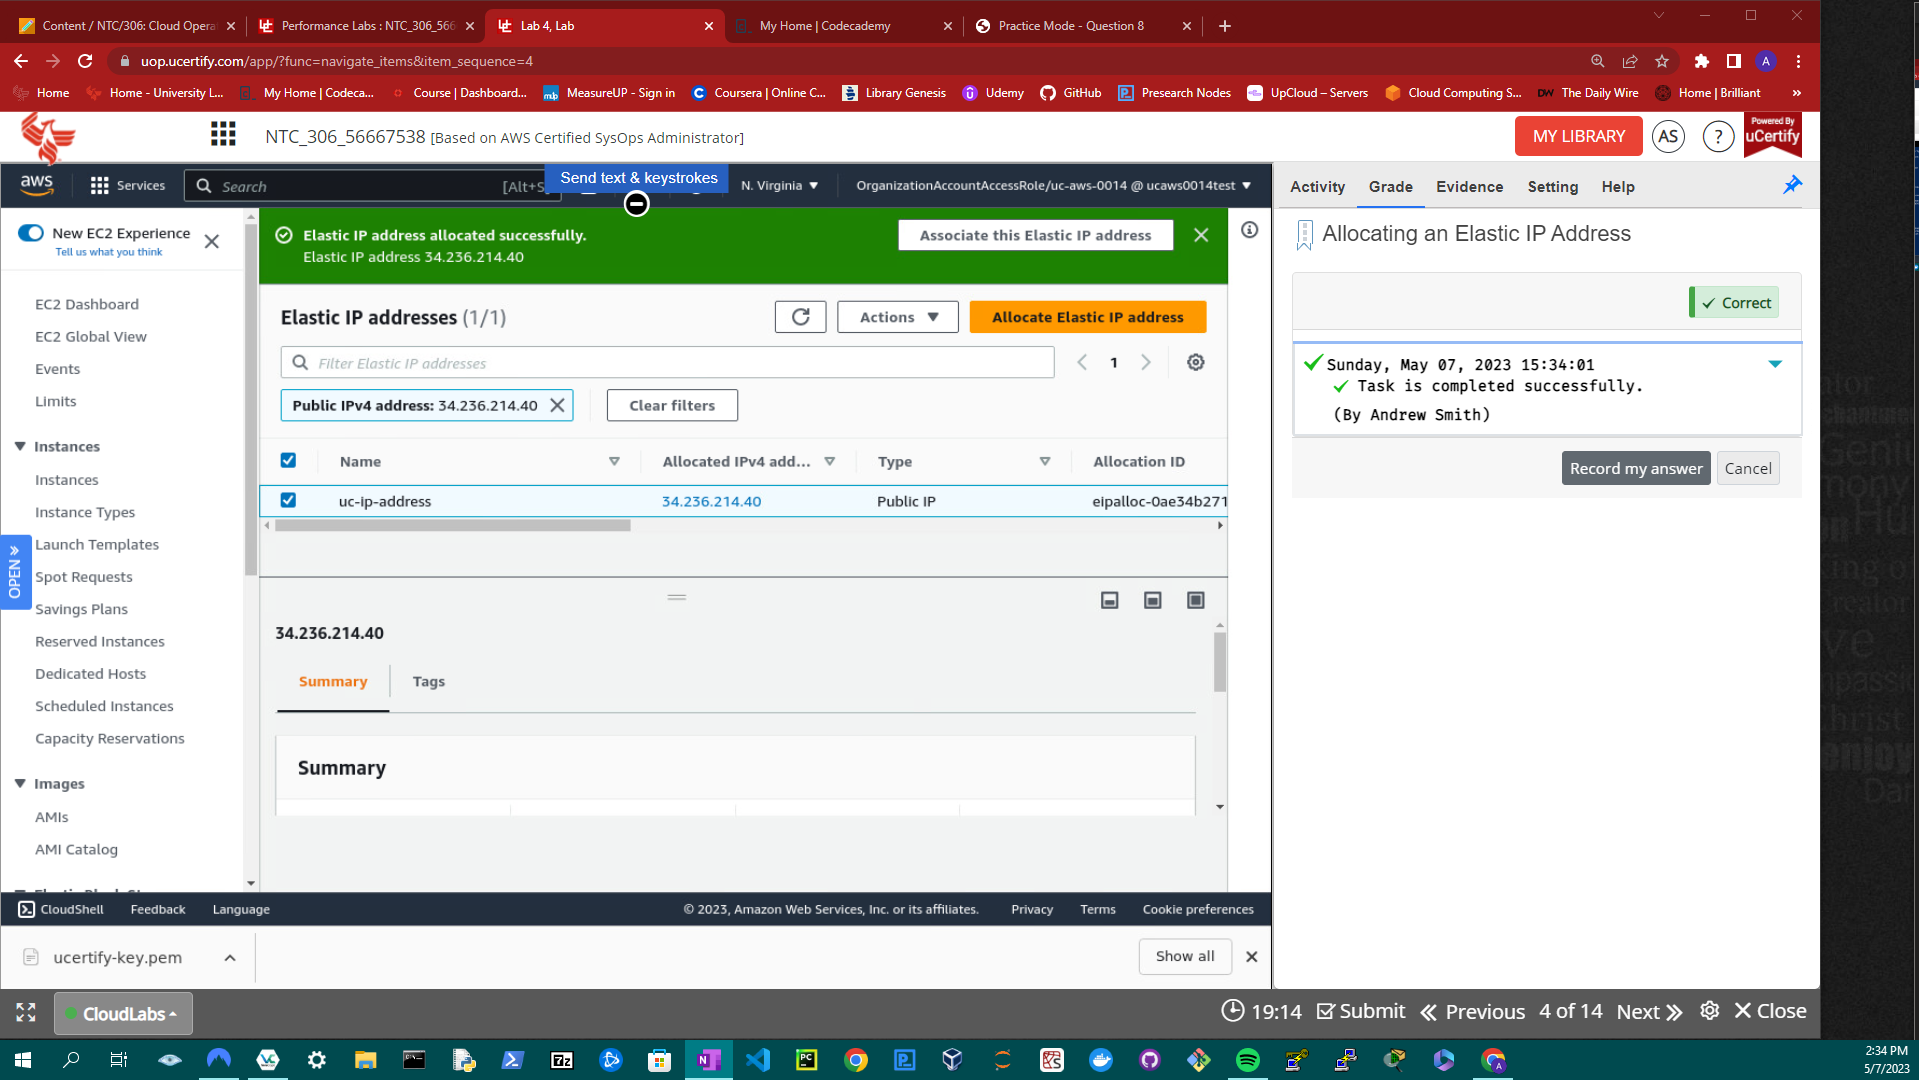 Content / NTC/306: Cloud Opera
Performance Labs : NTC_306_566
Lab 4, Lab
My Home | Codecademy
Practice Mode - Question 8
uop.ucertify.com/app/?func=navigate_items&item_sequence=4
A
Home
Home - University L...
My Home | Codeca...
Course | Dashboard...
MeasureUP - Sign in
Coursera | Online C...
Library Genesis
Udemy
GitHub
Presearch Nodes
UpCloud – Servers
Cloud Computing S...
DW The Daily Wire
Home | Brilliant
»
NTC_306_56667538 [Based on AWS Certified SysOps Administrator]
MY LIBRARY
AS
?
Powered By
uCertify
aws
Services
Search
[Alt+S
Send text & keystrokes
N. Virginia
OrganizationAccountAccessRole/uc-aws-0014 @ ucaws0014test
Activity
Grade
Evidence
Setting
Help
New EC2 Experience
Tell us what you think
EC2 Dashboard
EC2 Global View
Events
Limits
Instances
Instances
Instance Types
Launch Templates
Spot Requests
Savings Plans
Reserved Instances
Dedicated Hosts
Scheduled Instances
Capacity Reservations
Images
AMIs
AMI Catalog
OPEN »
Elastic IP address allocated successfully.
Elastic IP address 34.236.214.40
Associate this Elastic IP address
Elastic IP addresses (1/1)
Actions
Allocate Elastic IP address
Filter Elastic IP addresses
1
Public IPv4 address: 34.236.214.40
Clear filters
Name
Allocated IPv4 add...
Type
Allocation ID
uc-ip-address
34.236.214.40
Public IP
eipalloc-0ae34b271
34.236.214.40
Summary
Tags
Summary
CloudShell
Feedback
Language
© 2023, Amazon Web Services, Inc. or its affiliates.
Privacy
Terms
Cookie preferences
Allocating an Elastic IP Address
Correct
Sunday, May 07, 2023 15:34:01
Task is completed successfully.
(By Andrew Smith)
Record my answer
Cancel
ucertify-key.pem
Show all
CloudLabs
19:14
Submit
Previous
4 of 14
Next
Close
2:34 PM
5/7/2023